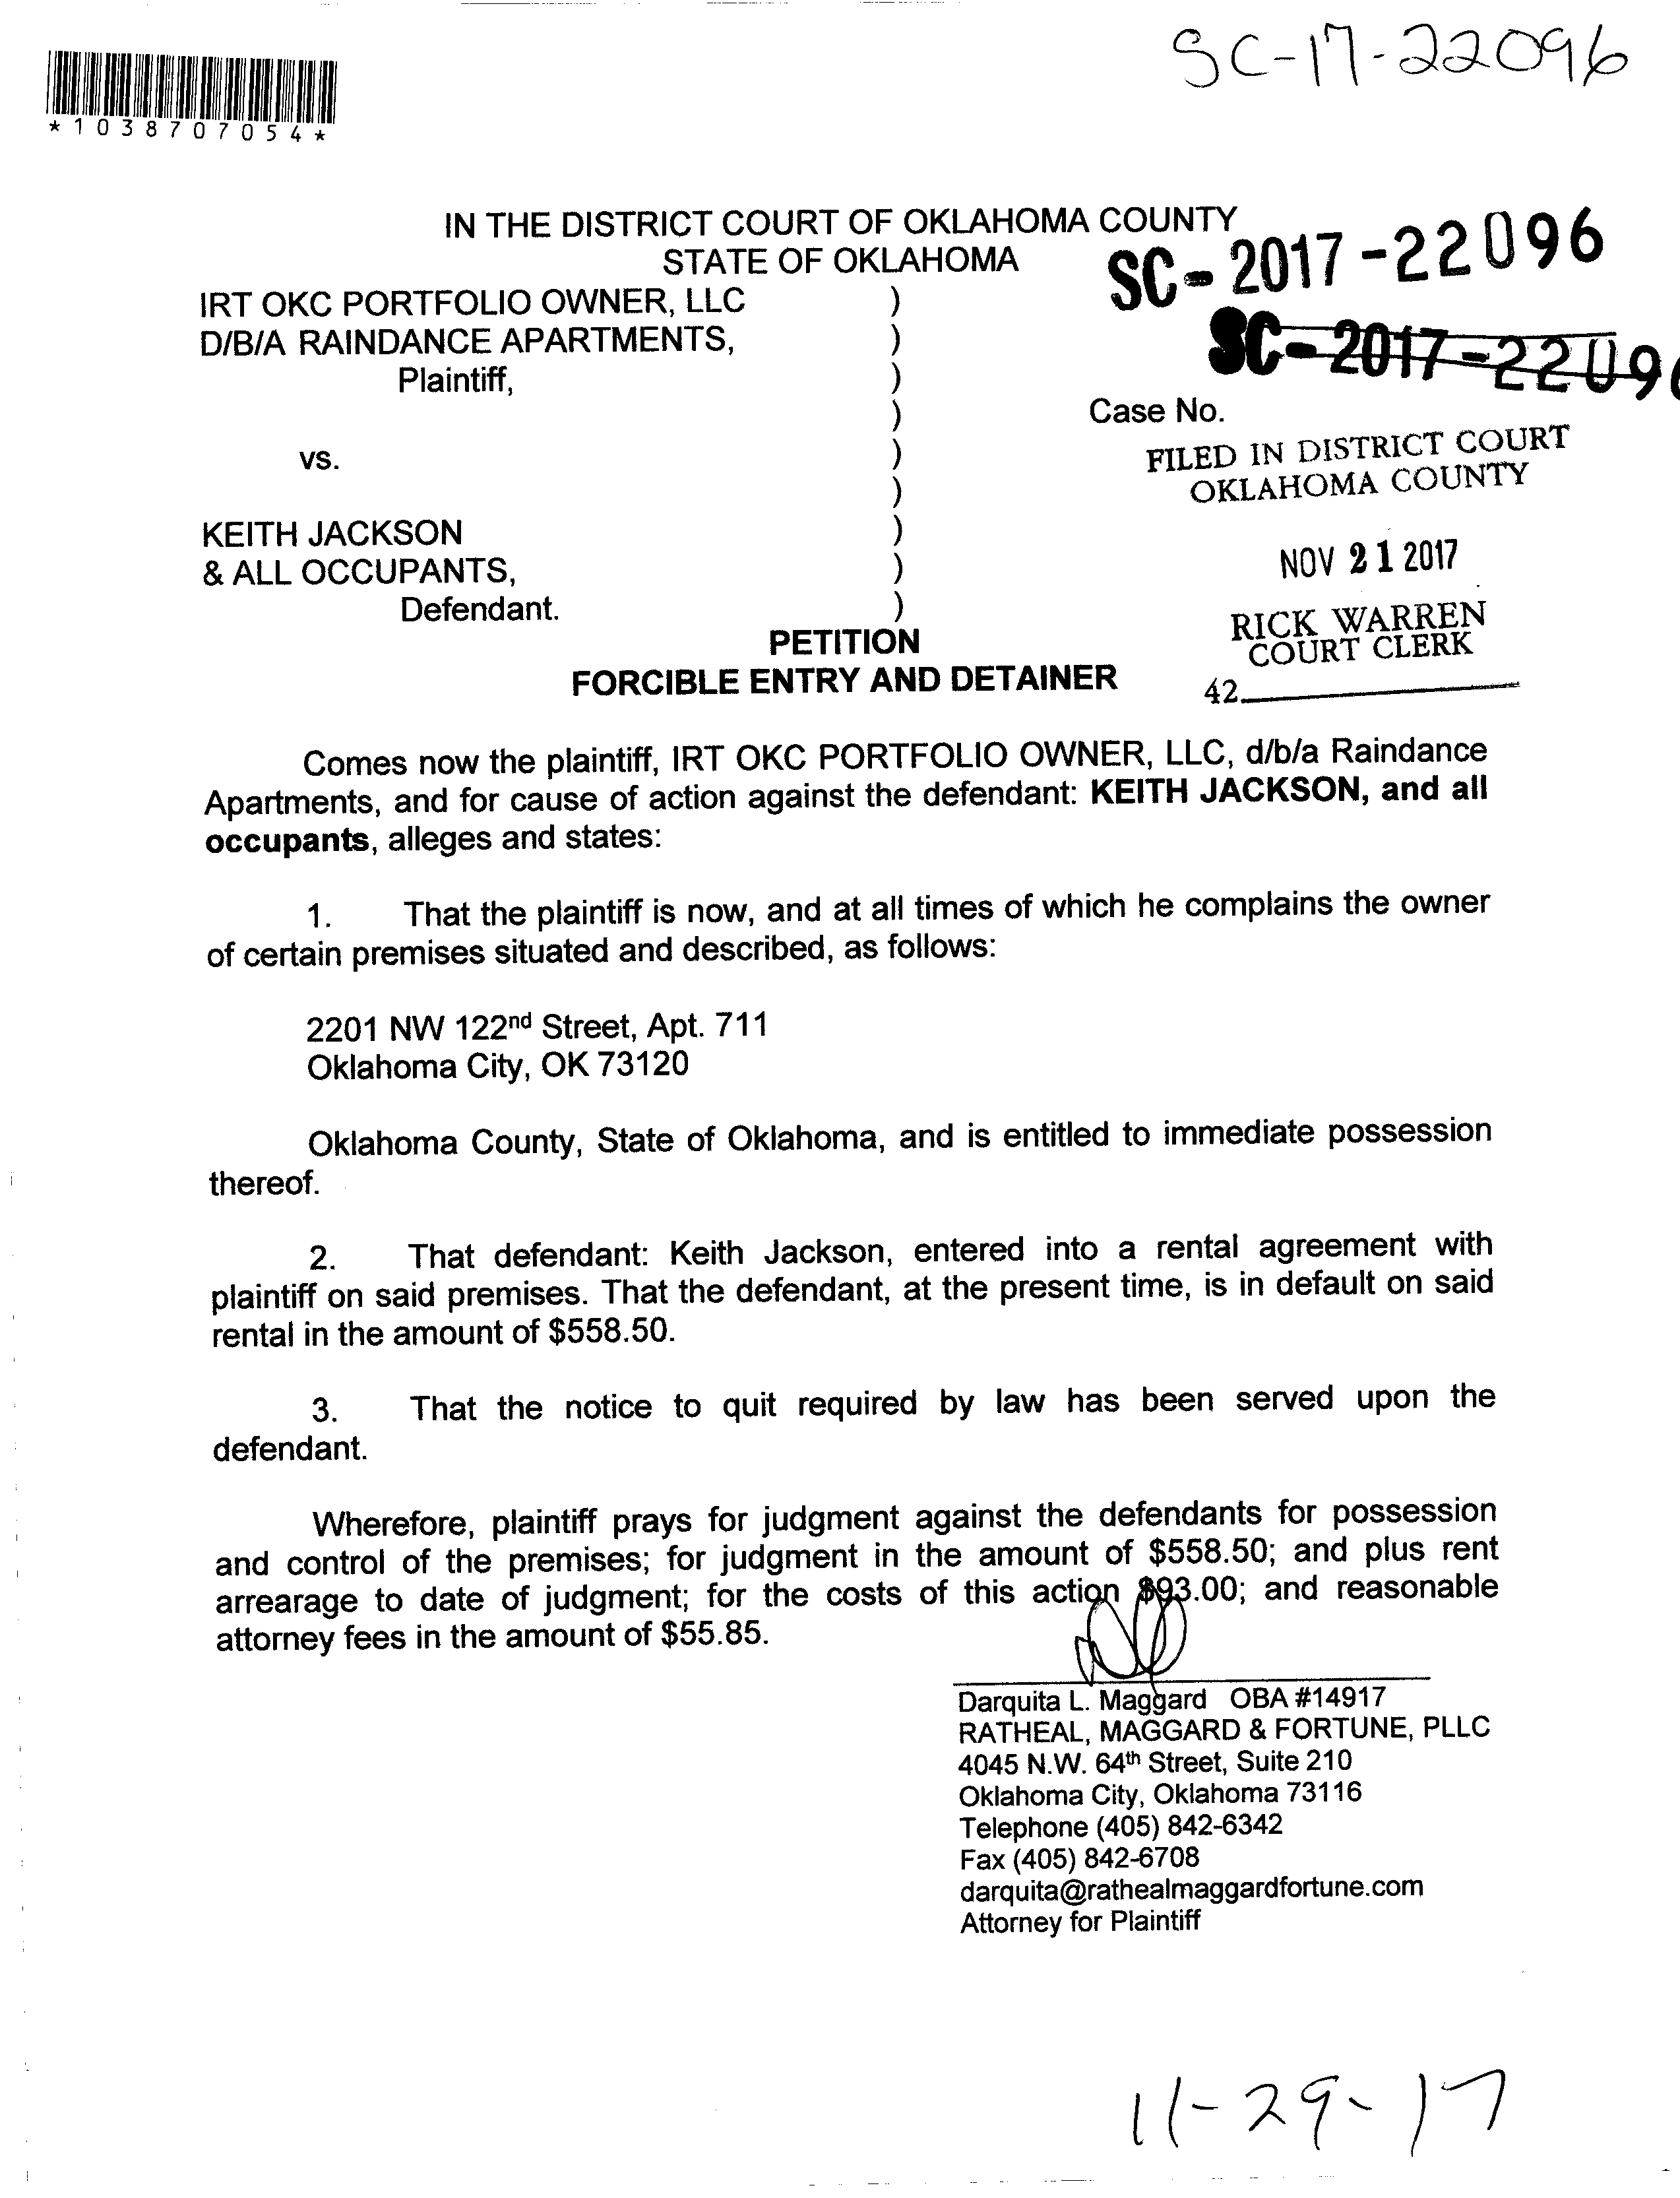 SC-17-22096
*1038707054*
IN THE DISTRICT COURT OF OKLAHOMA COUNTY
STATE OF OKLAHOMA
SC-2017-22096
IRT OKC PORTFOLIO OWNER, LLC )
D/B/A RAINDANCE APARTMENTS, )
SC-2017-2209
Plaintiff, )
) Case No.
vs. )
FILED IN DISTRICT COURT
OKLAHOMA COUNTY
)
KEITH JACKSON )
& ALL OCCUPANTS, )
NOV 21 2017
Defendant. )
RICK WARREN
COURT CLERK
42
PETITION
FORCIBLE ENTRY AND DETAINER
Comes now the plaintiff, IRT OKC PORTFOLIO OWNER, LLC, d/b/a Raindance
Apartments, and for cause of action against the defendant: KEITH JACKSON, and all
occupants, alleges and states:
1. That the plaintiff is now, and at all times of which he complains the owner
of certain premises situated and described, as follows:
2201 NW 122nd Street, Apt. 711
Oklahoma City, OK 73120
Oklahoma County, State of Oklahoma, and is entitled to immediate possession
thereof.
2. That defendant: Keith Jackson, entered into a rental agreement with
plaintiff on said premises. That the defendant, at the present time, is in default on said
rental in the amount of $558.50.
3. That the notice to quit required by law has been served upon the
defendant.
Wherefore, plaintiff prays for judgment against the defendants for possession
and control of the premises; for judgment in the amount of $558.50; and plus rent
arrearage to date of judgment; for the costs of this action $93.00; and reasonable
attorney fees in the amount of $55.85.
Darquita L. Maggard OBA #14917
RATHEAL, MAGGARD & FORTUNE, PLLC
4045 N.W. 64th Street, Suite 210
Oklahoma City, Oklahoma 73116
Telephone (405) 842-6342
Fax (405) 842-6708
darquita@rathealmaggardfortune.com
Attorney for Plaintiff
11-29-17